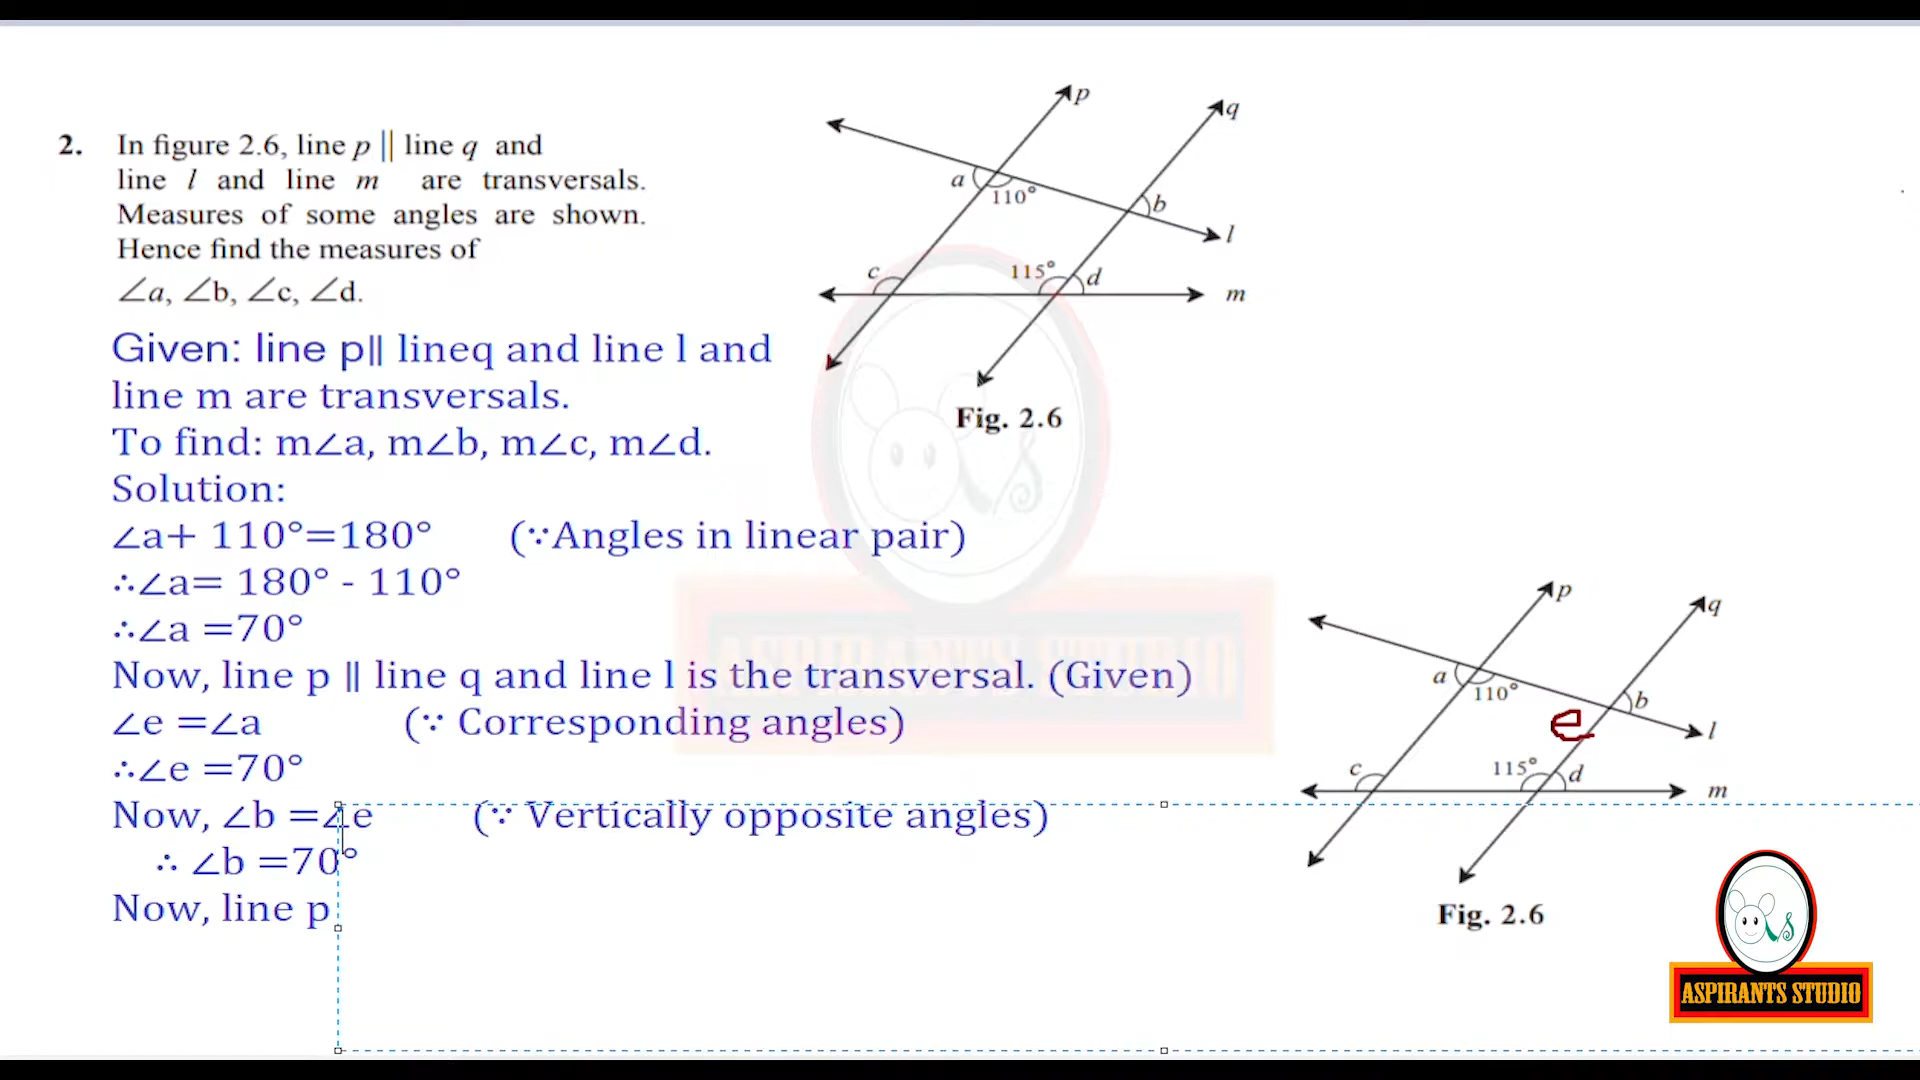 2. In figure 2.6, line p || line q and
line l and line m are transversals.
Measures of some angles are shown.
Hence find the measures of
∠a, ∠b, ∠c, ∠d.
p
q
a
110°
b
l
c
115°
d
m
Fig. 2.6
Given: line p|| lineq and line l and
line m are transversals.
To find: m∠a, m∠b, m∠c, m∠d.
Solution:
∠a+ 110°=180° (∵Angles in linear pair)
∴∠a= 180° - 110°
∴∠a =70°
Now, line p || line q and line l is the transversal. (Given)
∠e =∠a (∵ Corresponding angles)
∴∠e =70°
Now, ∠b =∠e (∵ Vertically opposite angles)
∴ ∠b =70°
Now, line p
p
q
a
110°
b
e
l
c
115°
d
m
Fig. 2.6
ASPIRANTS STUDIO
ASPIRANTS STUDIO